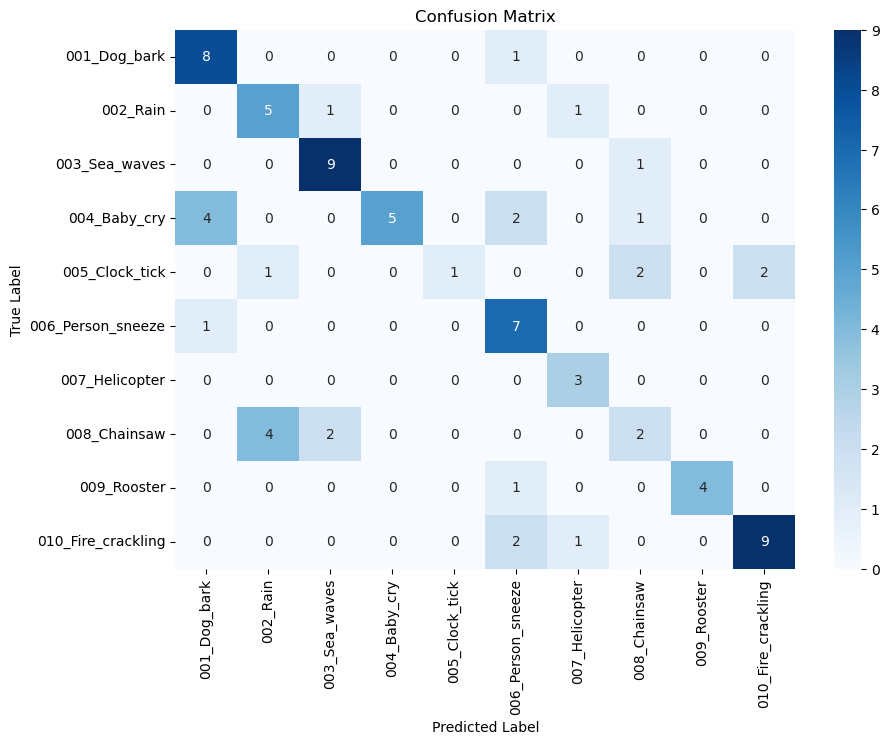 Confusion Matrix
001_Dog_bark 8 0 0 0 0 1 0 0 0 0
002_Rain 0 5 1 0 0 0 1 0 0 0
003_Sea_waves 0 0 9 0 0 0 0 1 0 0
004_Baby_cry 4 0 0 5 0 2 0 1 0 0
005_Clock_tick 0 1 0 0 1 0 0 2 0 2
006_Person_sneeze 1 0 0 0 0 7 0 0 0 0
007_Helicopter 0 0 0 0 0 0 3 0 0 0
008_Chainsaw 0 4 2 0 0 0 0 2 0 0
009_Rooster 0 0 0 0 0 1 0 0 4 0
010_Fire_crackling 0 0 0 0 0 2 1 0 0 9
True Label
001_Dog_bark
002_Rain
003_Sea_waves
004_Baby_cry
005_Clock_tick
006_Person_sneeze
007_Helicopter
008_Chainsaw
009_Rooster
010_Fire_crackling
Predicted Label
9
8
7
6
5
4
3
2
1
0